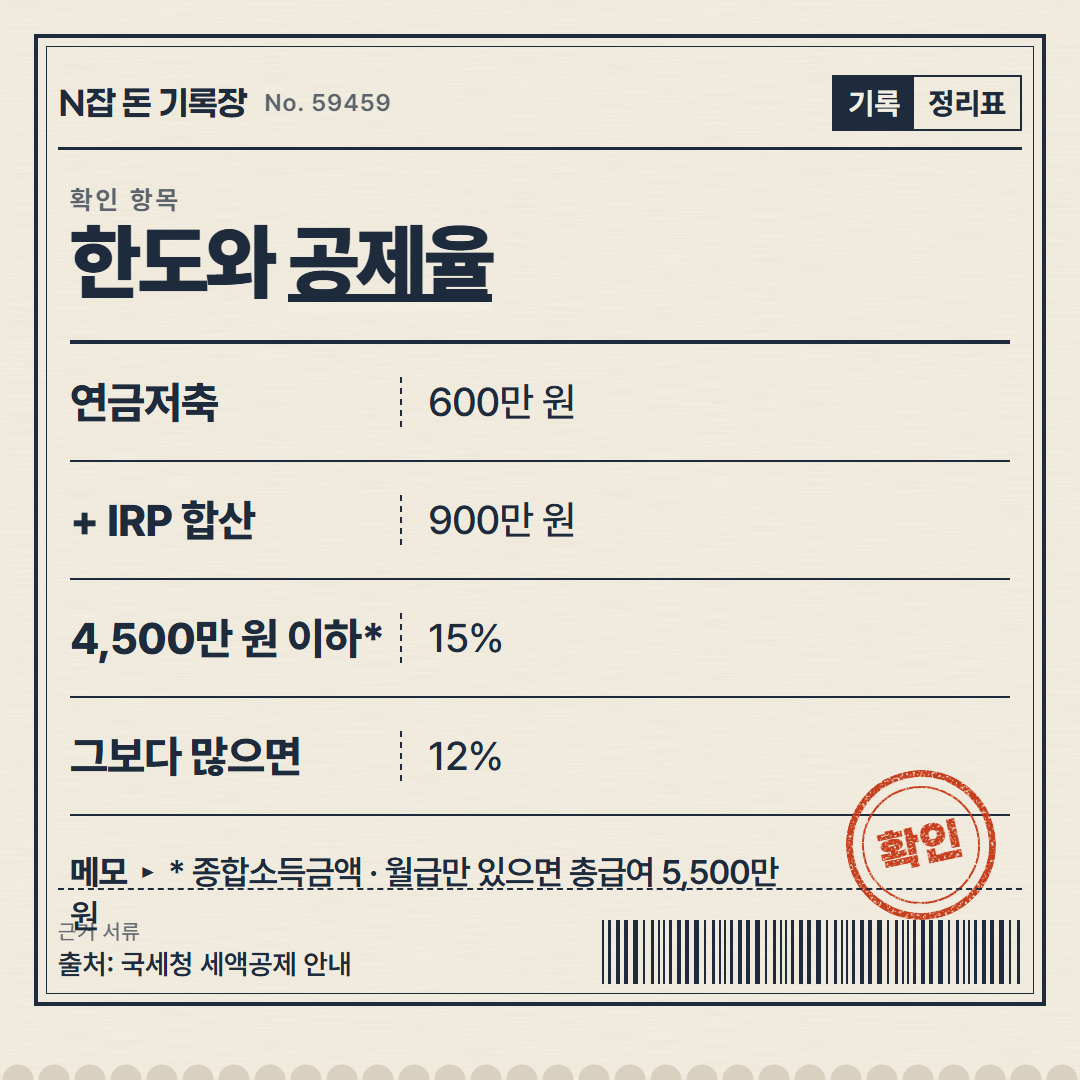 N잡 돈 기록장 No. 59459
기록 정리표
확인 항목
한도와 공제율
연금저축 600만 원
+ IRP 합산 900만 원
4,500만 원 이하* 15%
그보다 많으면 12%
확인
메모 ▸ * 종합소득금액 · 월급만 있으면 총급여 5,500만
원
근거 서류
출처: 국세청 세액공제 안내